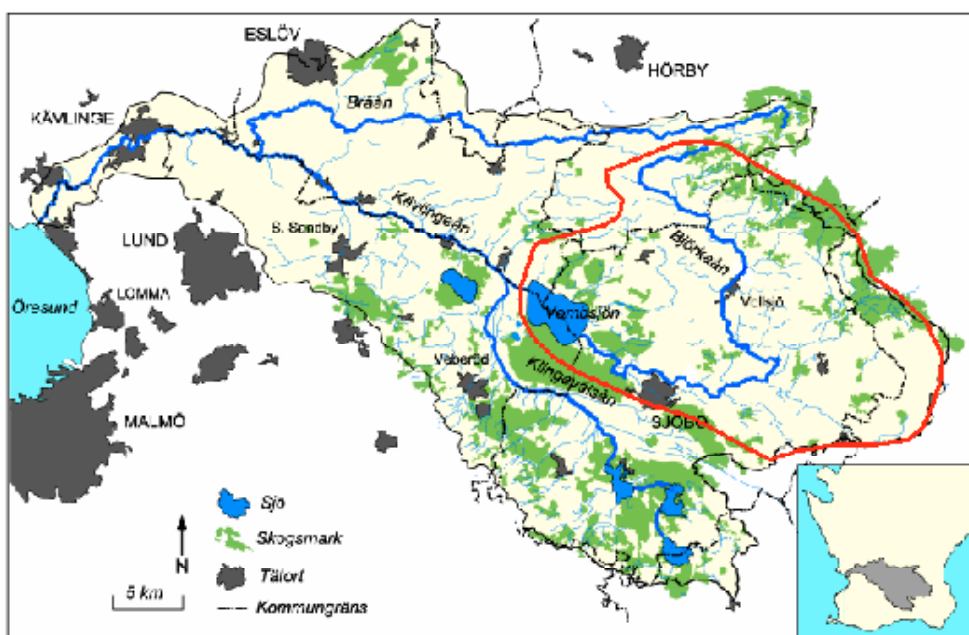 ESLÖV
HÖRBY
Bråån
KÄVLINGE
Kävlingeån
S. Sandby
Björkaån
LUND
Vollsjö
LOMMA
Öresund
Vombsjön
Veberöd
Klingavälsån
SJÖBO
MALMÖ
Sjö
Skogsmark
N
Tätort
5 km
Kommungräns